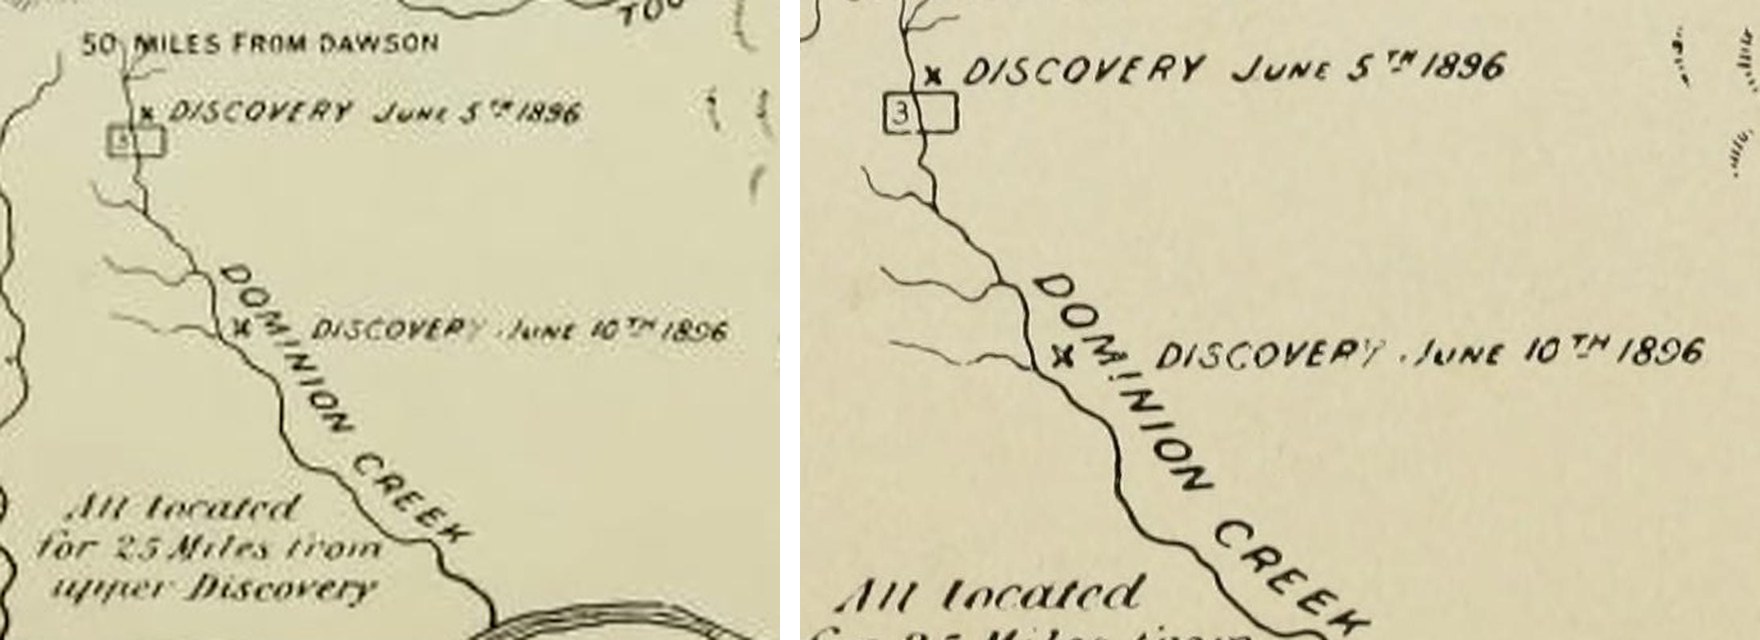 TOU
50 MILES FROM DAWSON
DISCOVERY JUNE 5TH 1896
3
DISCOVERY JUNE 10TH 1896
DOMINION CREEK
All located
for 25 Miles from
upper Discovery
DISCOVERY JUNE 5TH 1896
3
DISCOVERY JUNE 10TH 1896
DOMINION CREEK
All located